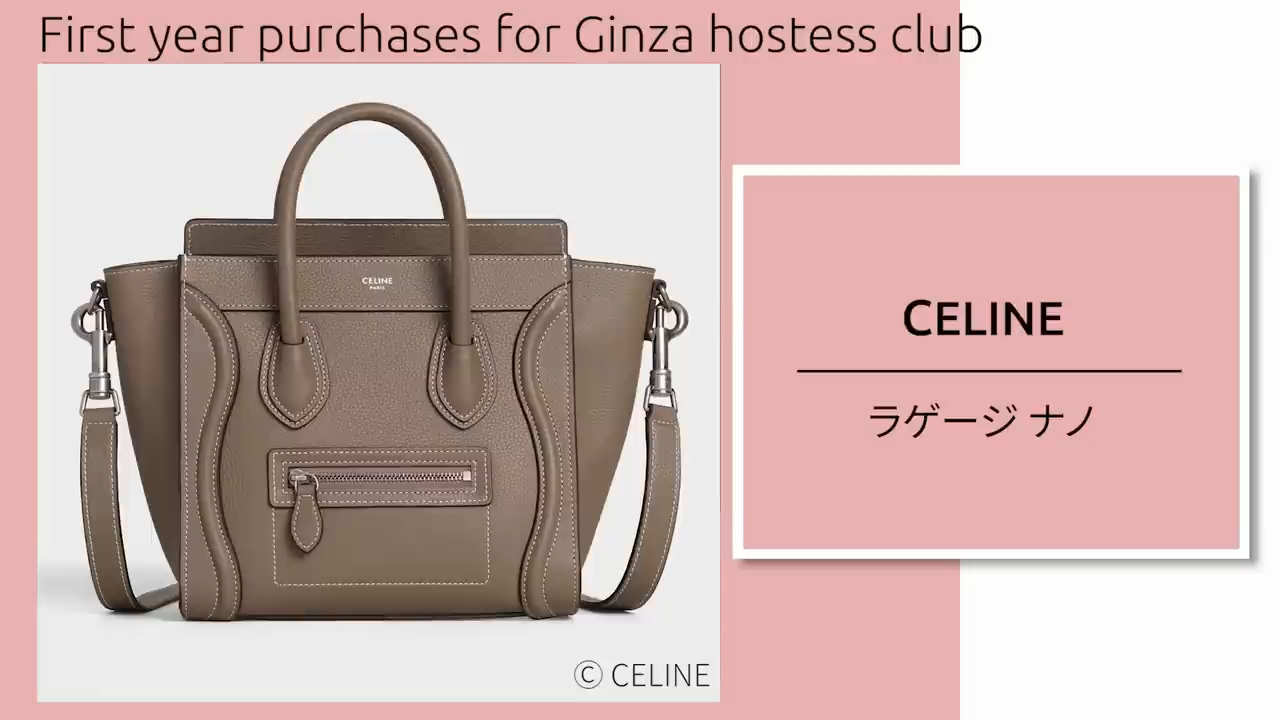 First year purchases for Ginza hostess club
CELINE
PARIS
CELINE
ラゲージ ナノ
© CELINE